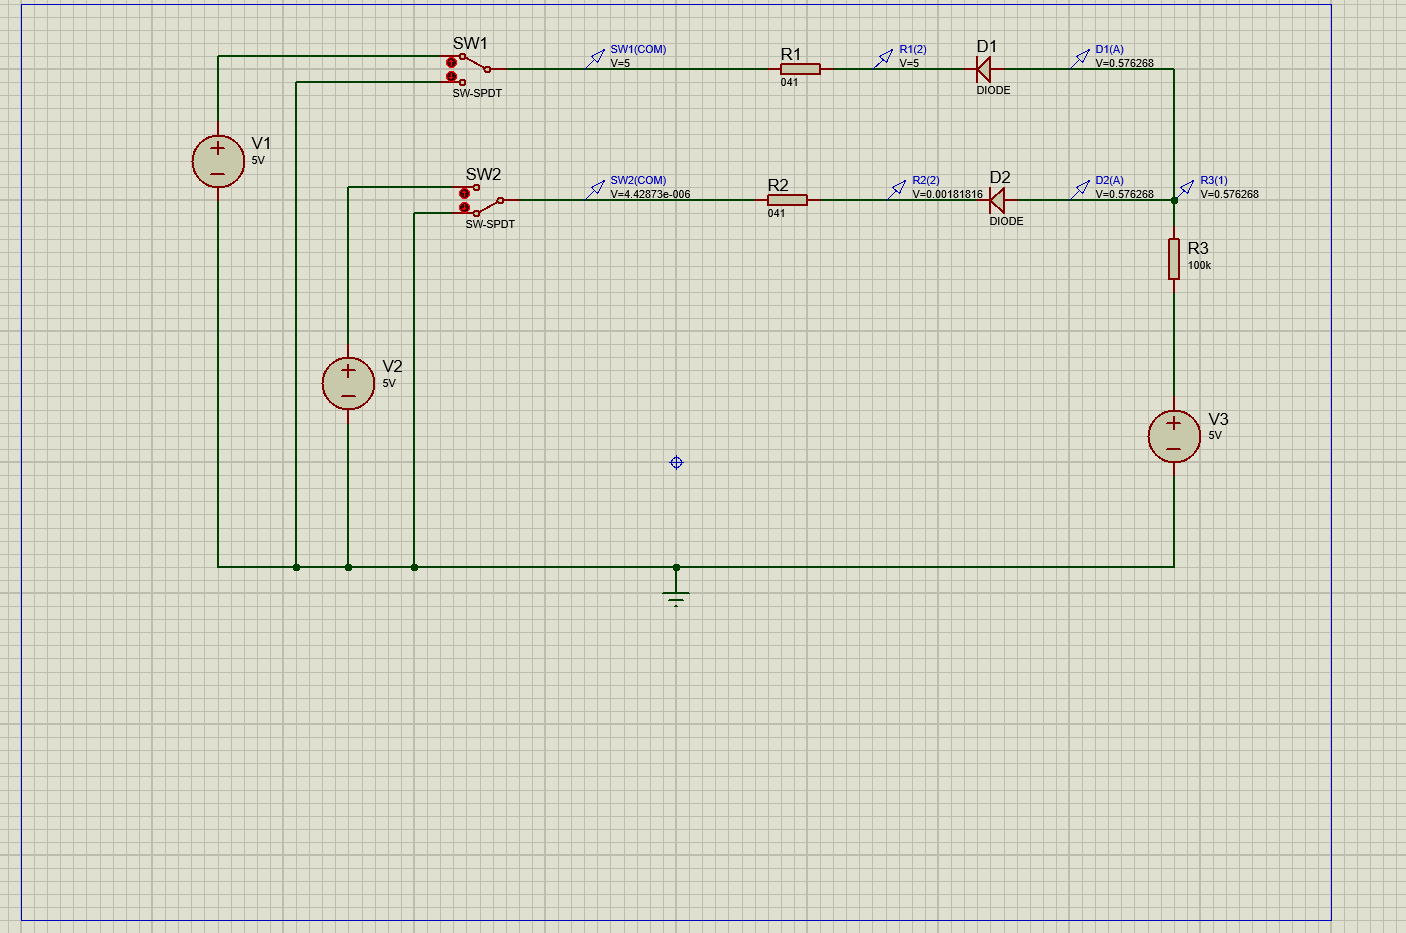 SW1
SW1(COM)
V=5
SW-SPDT
R1
041
R1(2)
V=5
D1
DIODE
D1(A)
V=0.576268
V1
5V
SW2
SW2(COM)
V=4.42873e-006
SW-SPDT
R2
041
R2(2)
V=0.00181816
D2
DIODE
D2(A)
V=0.576268
R3(1)
V=0.576268
R3
100k
V2
5V
V3
5V